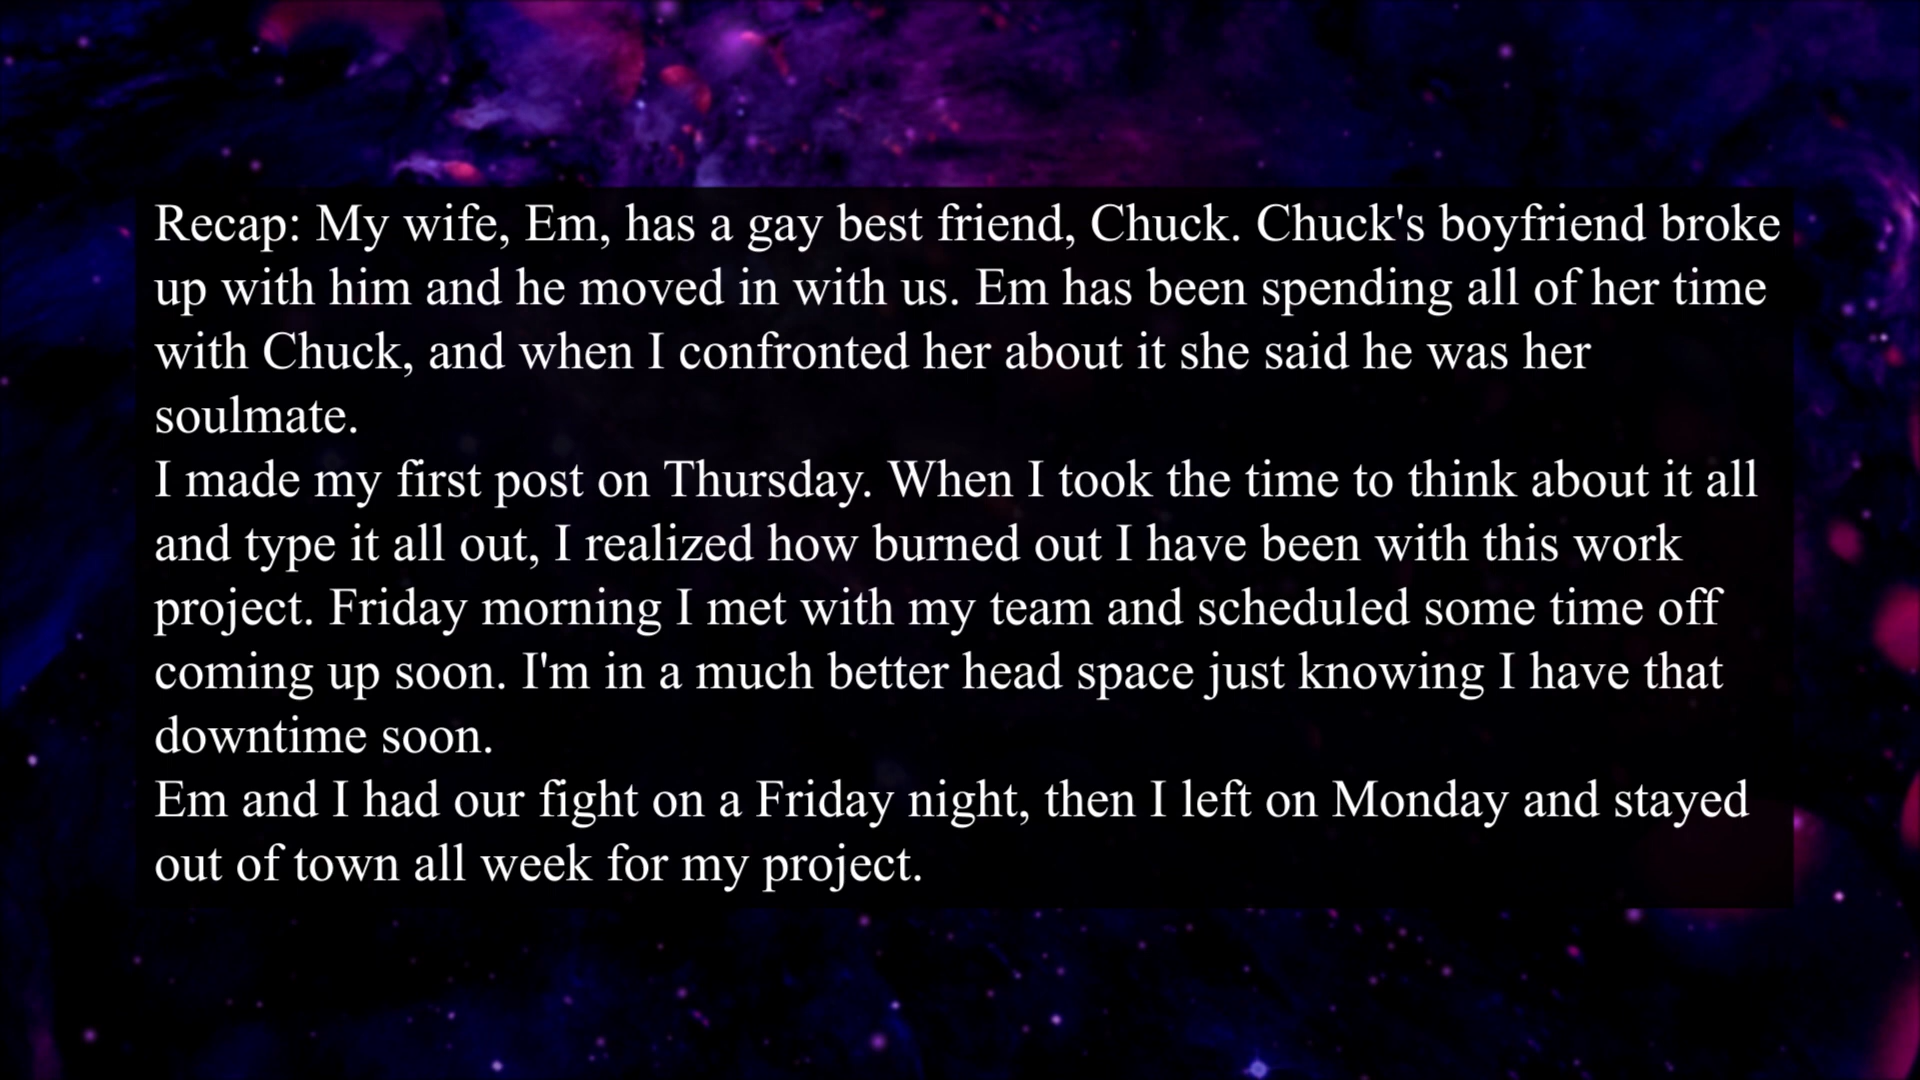 Recap: My wife, Em, has a gay best friend, Chuck. Chuck's boyfriend broke
up with him and he moved in with us. Em has been spending all of her time
with Chuck, and when I confronted her about it she said he was her
soulmate.
I made my first post on Thursday. When I took the time to think about it all
and type it all out, I realized how burned out I have been with this work
project. Friday morning I met with my team and scheduled some time off
coming up soon. I'm in a much better head space just knowing I have that
downtime soon.
Em and I had our fight on a Friday night, then I left on Monday and stayed
out of town all week for my project.